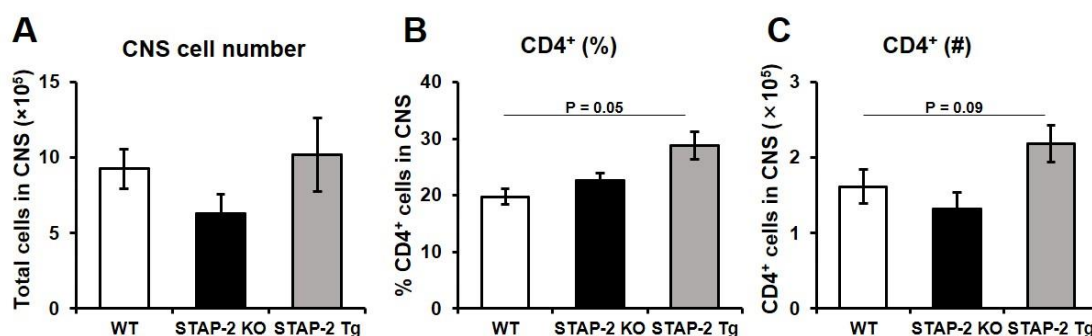 A
CNS cell number
Total cells in CNS (×10⁵)
15
10
5
0
WT
STAP-2 KO
STAP-2 Tg
B
CD4⁺ (%)
% CD4⁺ cells in CNS
40
30
20
10
0
P = 0.05
WT
STAP-2 KO
STAP-2 Tg
C
CD4⁺ (#)
CD4⁺ cells in CNS (×10⁵)
3
2
1
0
P = 0.09
WT
STAP-2 KO
STAP-2 Tg